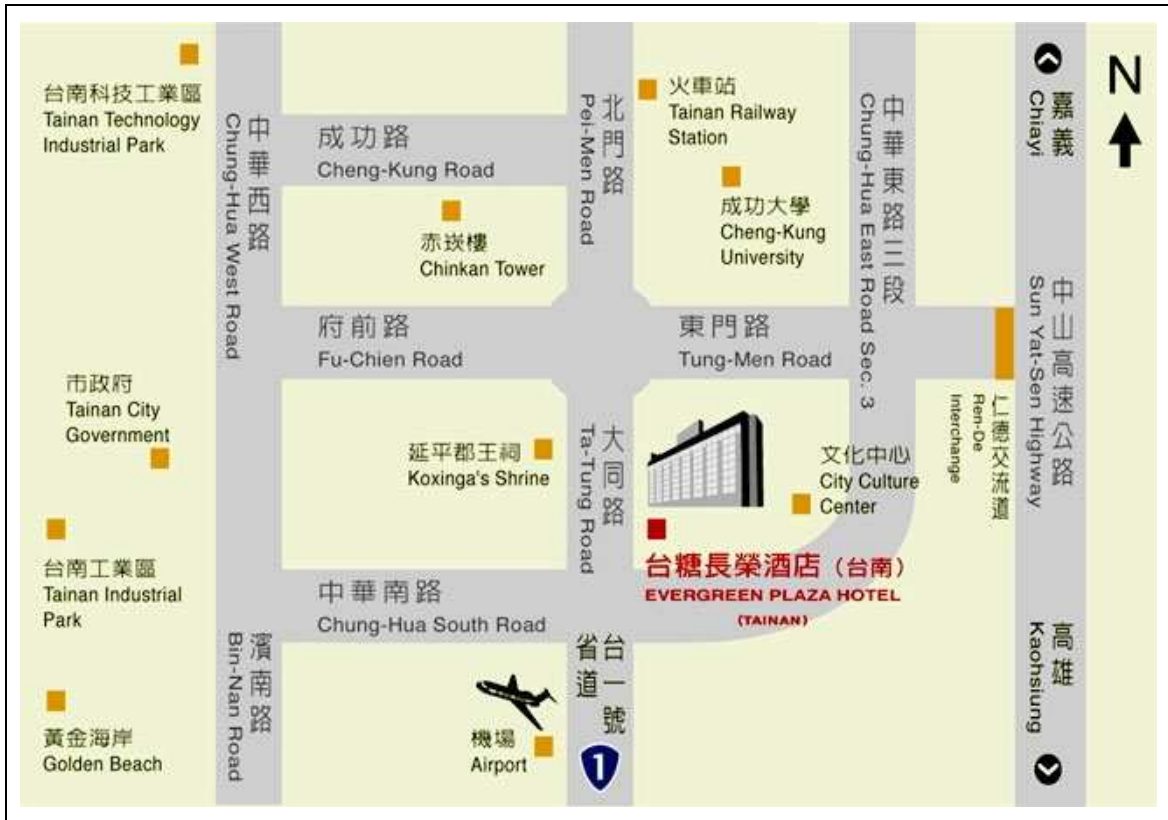 台南科技工業區
Tainan Technology
Industrial Park
中華西路
Chung-Hua West Road
成功路
Cheng-Kung Road
北門路
Pei-Men Road
火車站
Tainan Railway
Station
中華東路三段
Chung-Hua East Road Sec. 3
嘉義
Chiayi
N
赤崁樓
Chinkan Tower
成功大學
Cheng-Kung
University
府前路
Fu-Chien Road
東門路
Tung-Men Road
中山高速公路
Sun Yat-Sen Highway
仁德交流道
Ren-De
Interchange
市政府
Tainan City
Government
延平郡王祠
Koxinga's Shrine
大同路
Ta-Tung Road
文化中心
City Culture
Center
台南工業區
Tainan Industrial
Park
台糖長榮酒店（台南）
EVERGREEN PLAZA HOTEL
(TAINAN)
中華南路
Chung-Hua South Road
濱南路
Bin-Nan Road
台一號
省道
1
高雄
Kaohsiung
黃金海岸
Golden Beach
機場
Airport